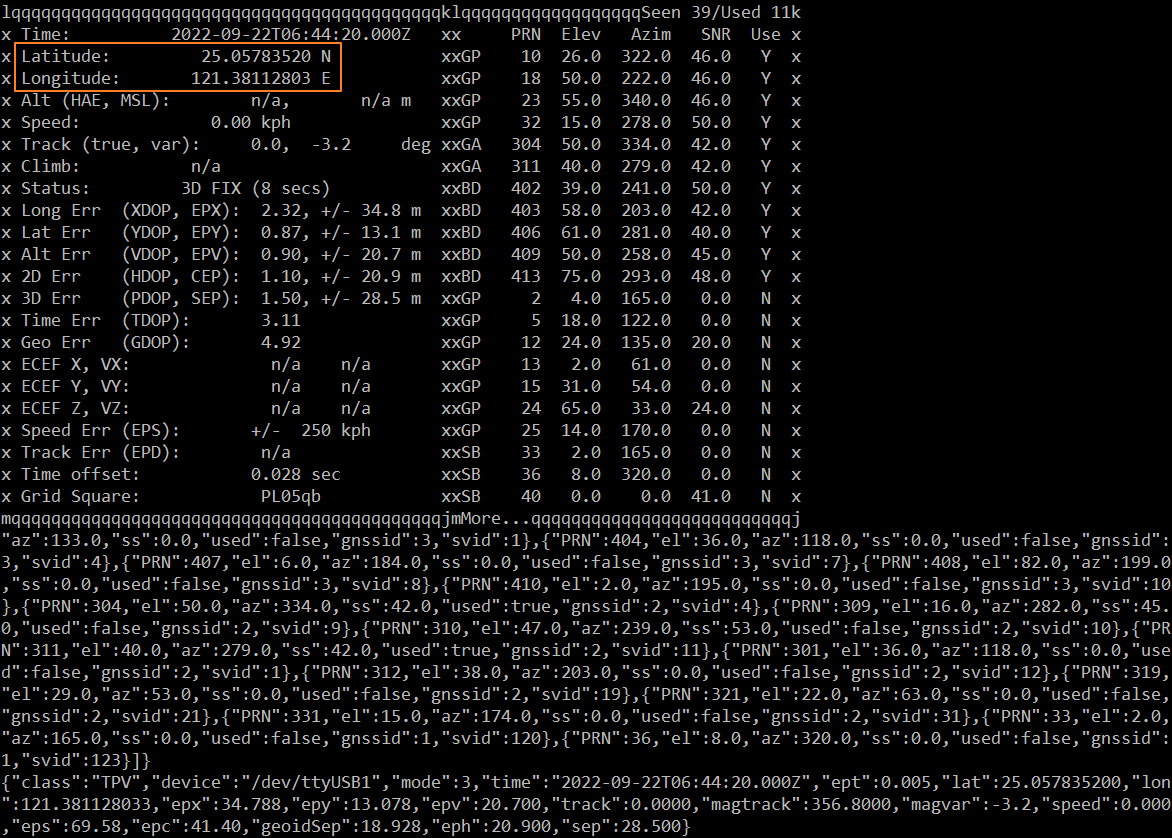 lqqqqqqqqqqqqqqqqqqqqqqqqqqqqqqqqqqqqqqqqqqqklqqqqqqqqqqqqqqqqqqSeen 39/Used 11k
x Time:          2022-09-22T06:44:20.000Z   xx     PRN  Elev   Azim   SNR  Use x
x Latitude:         25.05783520 N           xxGP    10  26.0  322.0  46.0   Y  x
x Longitude:       121.38112803 E           xxGP    18  50.0  222.0  46.0   Y  x
x Alt (HAE, MSL):        n/a,       n/a m   xxGP    23  55.0  340.0  46.0   Y  x
x Speed:             0.00 kph               xxGP    32  15.0  278.0  50.0   Y  x
x Track (true, var):     0.0,  -3.2     deg xxGA   304  50.0  334.0  42.0   Y  x
x Climb:           n/a                      xxGA   311  40.0  279.0  42.0   Y  x
x Status:         3D FIX (8 secs)           xxBD   402  39.0  241.0  50.0   Y  x
x Long Err  (XDOP, EPX):  2.32, +/- 34.8 m  xxBD   403  58.0  203.0  42.0   Y  x
x Lat Err   (YDOP, EPY):  0.87, +/- 13.1 m  xxBD   406  61.0  281.0  40.0   Y  x
x Alt Err   (VDOP, EPV):  0.90, +/- 20.7 m  xxBD   409  50.0  258.0  45.0   Y  x
x 2D Err    (HDOP, CEP):  1.10, +/- 20.9 m  xxBD   413  75.0  293.0  48.0   Y  x
x 3D Err    (PDOP, SEP):  1.50, +/- 28.5 m  xxGP     2   4.0  165.0   0.0   N  x
x Time Err  (TDOP):       3.11              xxGP     5  18.0  122.0   0.0   N  x
x Geo Err   (GDOP):       4.92              xxGP    12  24.0  135.0  20.0   N  x
x ECEF X, VX:              n/a    n/a       xxGP    13   2.0   61.0   0.0   N  x
x ECEF Y, VY:              n/a    n/a       xxGP    15  31.0   54.0   0.0   N  x
x ECEF Z, VZ:              n/a    n/a       xxGP    24  65.0   33.0  24.0   N  x
x Speed Err (EPS):       +/-  250 kph       xxGP    25  14.0  170.0   0.0   N  x
x Track Err (EPD):        n/a               xxSB    33   2.0  165.0   0.0   N  x
x Time offset:           0.028 sec          xxSB    36   8.0  320.0   0.0   N  x
x Grid Square:            PL05qb            xxSB    40   0.0    0.0  41.0   N  x
mqqqqqqqqqqqqqqqqqqqqqqqqqqqqqqqqqqqqqqqqqqqjmMore...qqqqqqqqqqqqqqqqqqqqqqqqqqj
"az":133.0,"ss":0.0,"used":false,"gnssid":3,"svid":1},{"PRN":404,"el":36.0,"az":118.0,"ss":0.0,"used":false,"gnssid":
3,"svid":4},{"PRN":407,"el":6.0,"az":184.0,"ss":0.0,"used":false,"gnssid":3,"svid":7},{"PRN":408,"el":82.0,"az":199.0
,"ss":0.0,"used":false,"gnssid":3,"svid":8},{"PRN":410,"el":2.0,"az":195.0,"ss":0.0,"used":false,"gnssid":3,"svid":10
},{"PRN":304,"el":50.0,"az":334.0,"ss":42.0,"used":true,"gnssid":2,"svid":4},{"PRN":309,"el":16.0,"az":282.0,"ss":45.
0,"used":false,"gnssid":2,"svid":9},{"PRN":310,"el":47.0,"az":239.0,"ss":53.0,"used":false,"gnssid":2,"svid":10},{"PR
N":311,"el":40.0,"az":279.0,"ss":42.0,"used":true,"gnssid":2,"svid":11},{"PRN":301,"el":36.0,"az":118.0,"ss":0.0,"use
d":false,"gnssid":2,"svid":1},{"PRN":312,"el":38.0,"az":203.0,"ss":0.0,"used":false,"gnssid":2,"svid":12},{"PRN":319,
"el":29.0,"az":53.0,"ss":0.0,"used":false,"gnssid":2,"svid":19},{"PRN":321,"el":22.0,"az":63.0,"ss":0.0,"used":false,
"gnssid":2,"svid":21},{"PRN":331,"el":15.0,"az":174.0,"ss":0.0,"used":false,"gnssid":2,"svid":31},{"PRN":33,"el":2.0,
"az":165.0,"ss":0.0,"used":false,"gnssid":1,"svid":120},{"PRN":36,"el":8.0,"az":320.0,"ss":0.0,"used":false,"gnssid":
1,"svid":123}]}
{"class":"TPV","device":"/dev/ttyUSB1","mode":3,"time":"2022-09-22T06:44:20.000Z","ept":0.005,"lat":25.057835200,"lon
":121.381128033,"epx":34.788,"epy":13.078,"epv":20.700,"track":0.0000,"magtrack":356.8000,"magvar":-3.2,"speed":0.000
,"eps":69.58,"epc":41.40,"geoidSep":18.928,"eph":20.900,"sep":28.500}